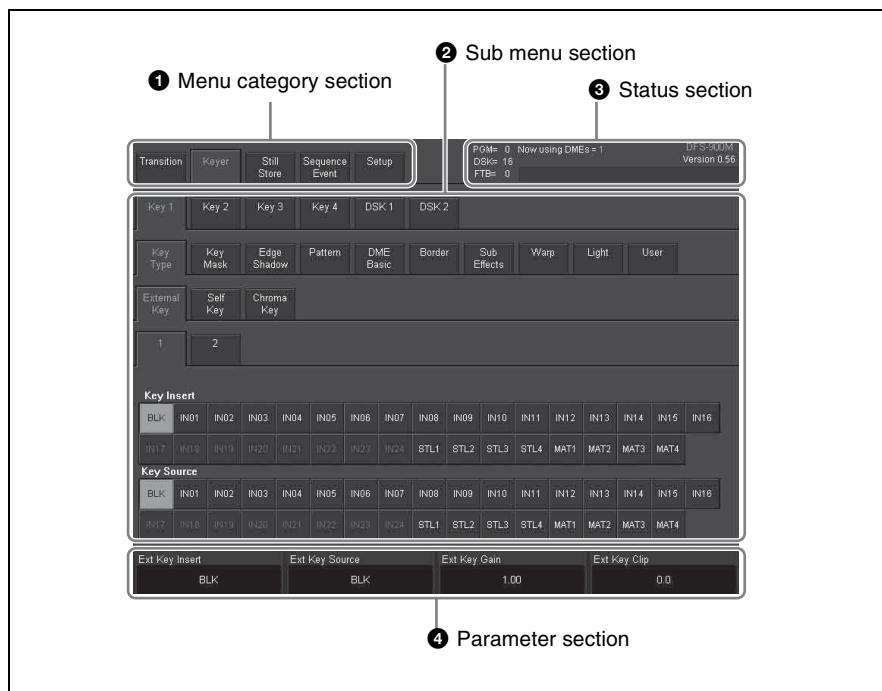 ❷ Sub menu section
❶ Menu category section
❸ Status section
Transition Keyer Still Store Sequence Event Setup
PGM= 0 Now using DMEs = 1 DFS-900M
DSK= 16 Version 0.56
FTB= 0
Key 1 Key 2 Key 3 Key 4 DSK 1 DSK 2
Key Type Key Mask Edge Shadow Pattern DME Basic Border Sub Effects Warp Light User
External Key Self Key Chroma Key
1 2
Key Insert
BLK IN01 IN02 IN03 IN04 IN05 IN06 IN07 IN08 IN09 IN10 IN11 IN12 IN13 IN14 IN15 IN16
IN17 IN18 IN19 IN20 IN21 IN22 IN23 IN24 STL1 STL2 STL3 STL4 MAT1 MAT2 MAT3 MAT4
Key Source
BLK IN01 IN02 IN03 IN04 IN05 IN06 IN07 IN08 IN09 IN10 IN11 IN12 IN13 IN14 IN15 IN16
IN17 IN18 IN19 IN20 IN21 IN22 IN23 IN24 STL1 STL2 STL3 STL4 MAT1 MAT2 MAT3 MAT4
Ext Key Insert Ext Key Source Ext Key Gain Ext Key Clip
BLK BLK 1.00 0.0
❹ Parameter section